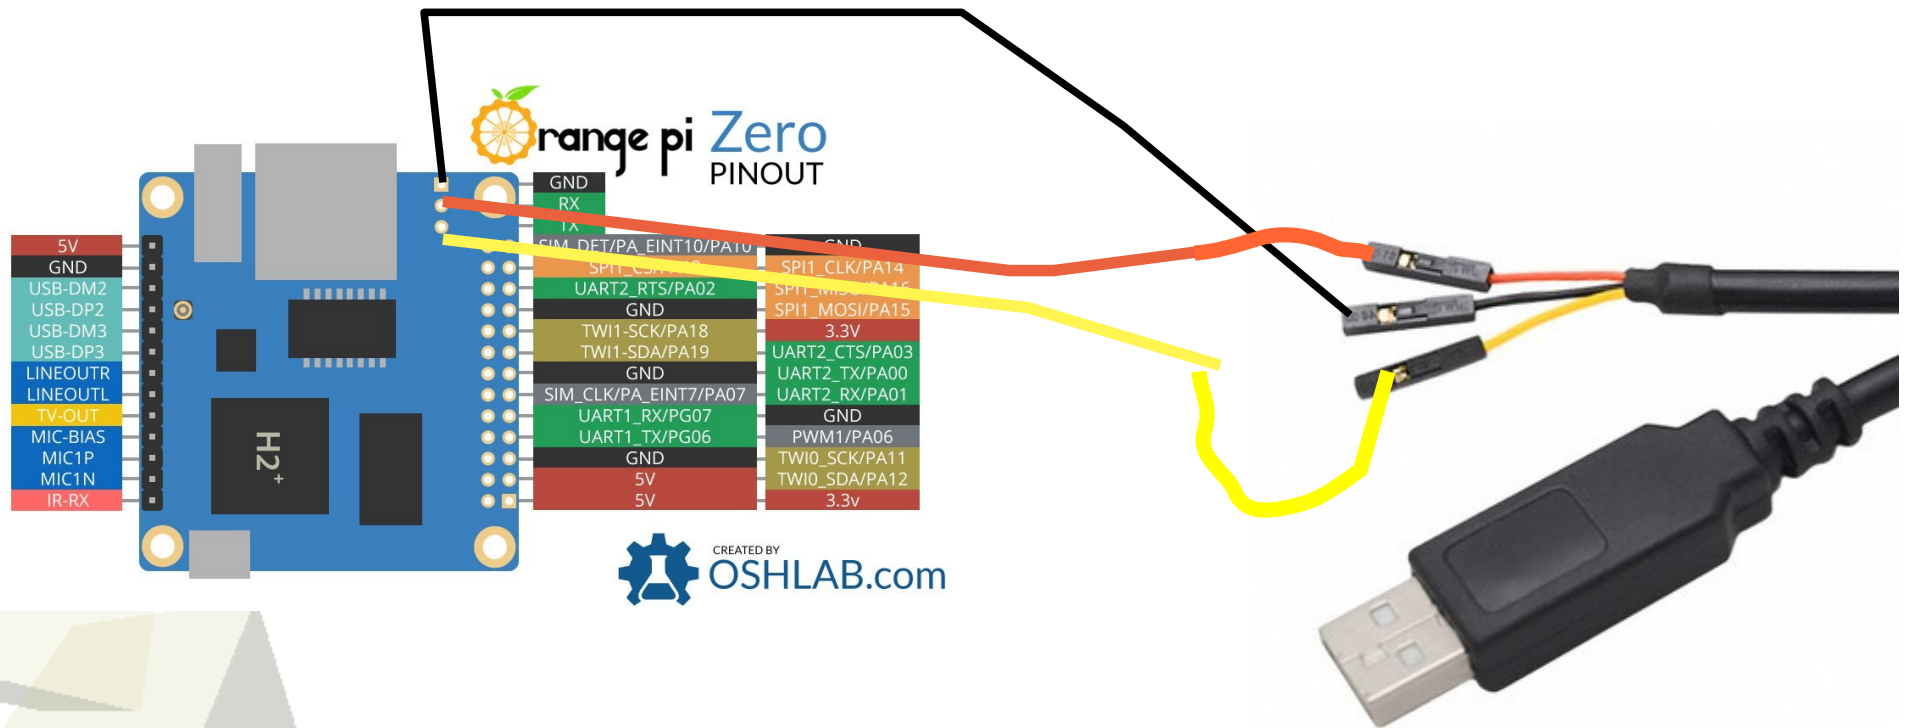 Orange pi Zero
PINOUT
GND
RX
TX
5V
GND
USB-DM2
USB-DP2
USB-DM3
USB-DP3
LINEOUTR
LINEOUTL
TV-OUT
MIC-BIAS
MIC1P
MIC1N
IR-RX
H2+
SIM_DET/PA_EINT10/PA10 GND
SPI1_CLK/PA14
UART2_RTS/PA02
GND SPI1_MOSI/PA15
TWI1-SCK/PA18 3.3V
TWI1-SDA/PA19 UART2_CTS/PA03
GND UART2_TX/PA00
SIM_CLK/PA_EINT7/PA07 UART2_RX/PA01
UART1_RX/PG07 GND
UART1_TX/PG06 PWM1/PA06
GND TWI0_SCK/PA11
5V TWI0_SDA/PA12
5V 3.3v
CREATED BY
OSHLAB.com